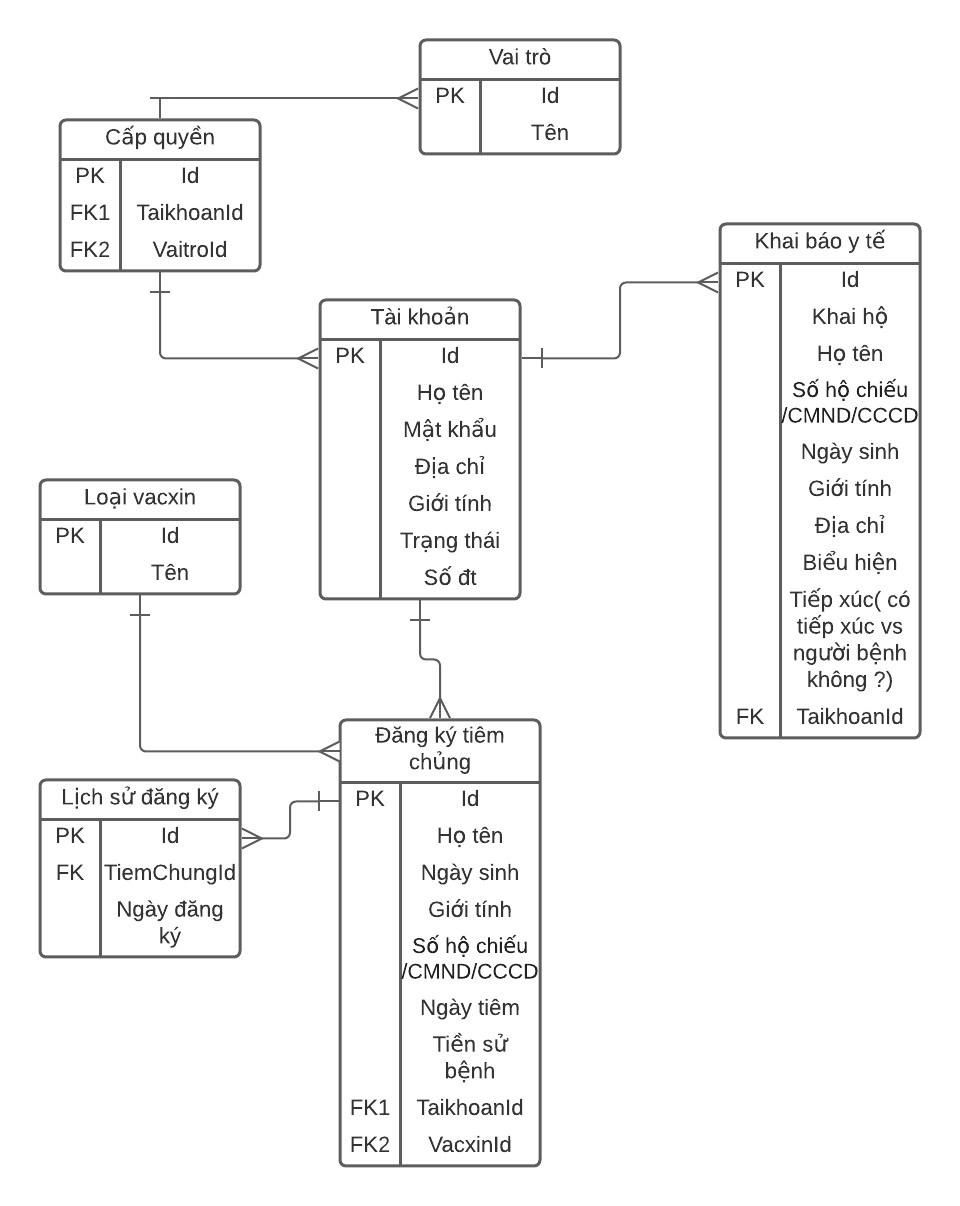 Vai trò
PK Id
Tên
Cấp quyền
PK Id
FK1 TaikhoanId
FK2 VaitroId
Khai báo y tế
PK Id
Khai hộ
Họ tên
Số hộ chiếu
/CMND/CCCD
Ngày sinh
Giới tính
Địa chỉ
Biểu hiện
Tiếp xúc( có
tiếp xúc vs
người bệnh
không ?)
FK TaikhoanId
Tài khoản
PK Id
Họ tên
Mật khẩu
Địa chỉ
Giới tính
Trạng thái
Số đt
Loại vacxin
PK Id
Tên
Đăng ký tiêm
chủng
PK Id
Họ tên
Ngày sinh
Giới tính
Số hộ chiếu
/CMND/CCCD
Ngày tiêm
Tiền sử
bệnh
FK1 TaikhoanId
FK2 VacxinId
Lịch sử đăng ký
PK Id
FK TiemChungId
Ngày đăng
ký